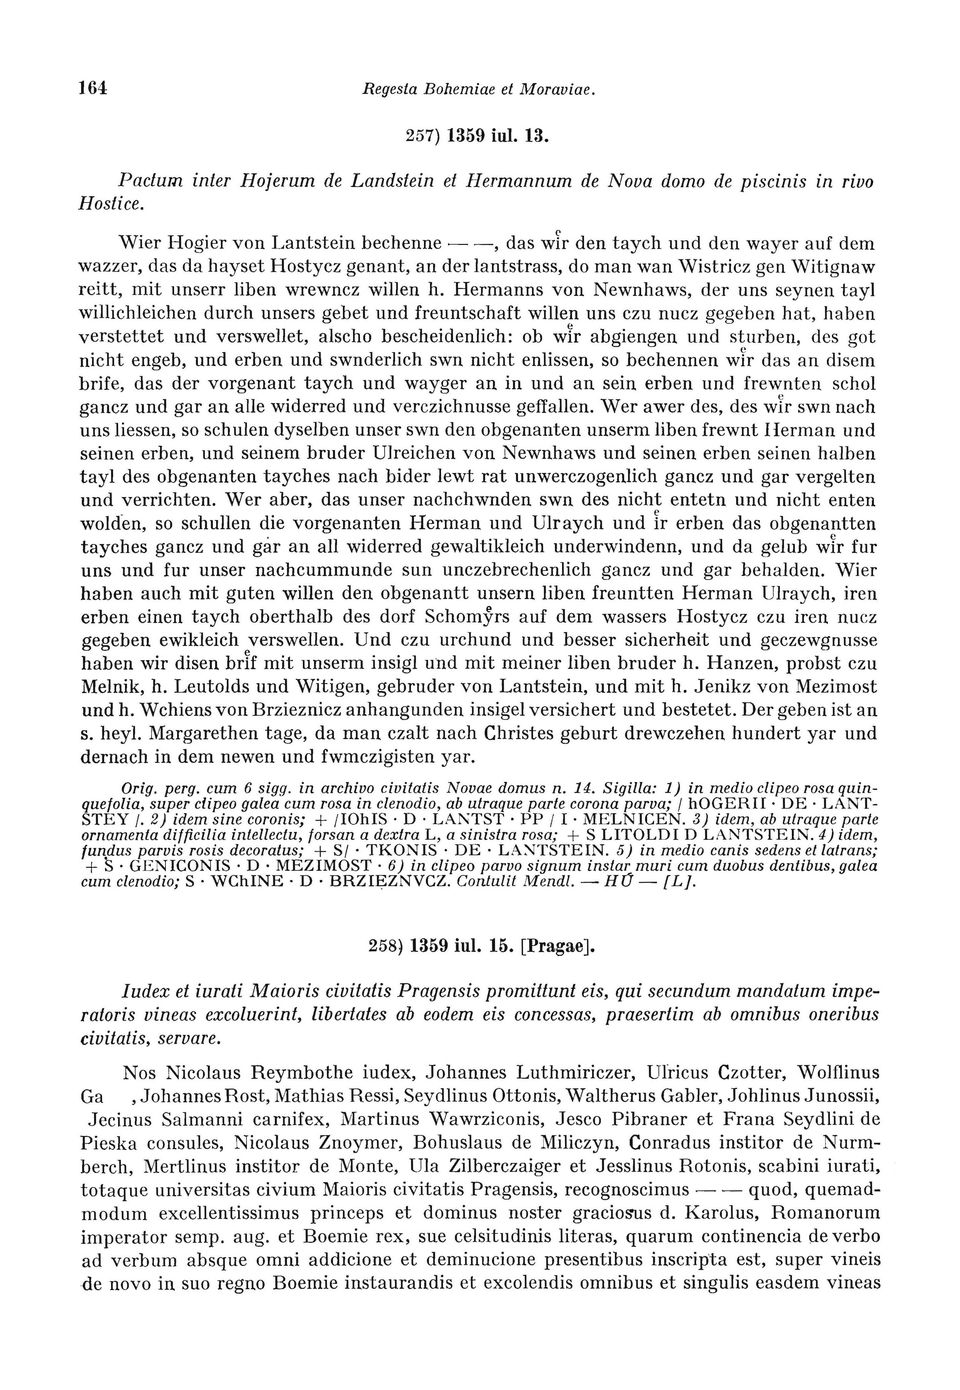 164 Regesta Bohemiae et Moraviae.
257) 1359 iul. 13.
Pactum inter Hojerum de Landstein et Hermannum de Nova domo de piscinis in rivo
Hostice.
Wier Hogier von Lantstein bechenne — —, das wiͤr den taych und den wayer auf dem
wazzer, das da hayset Hostycz genant, an der lantstrass, do man wan Wistricz gen Witignaw
reitt, mit unserr liben wrewncz willen h. Hermanns von Newnhaws, der uns seynen tayl
willichleichen durch unsers gebet und freuntschaft willen uns czu nucz gegeben hat, haben
verstettet und verswellet, alscho bescheidenlich: ob wiͤr abgiengen und sturben, des got
nicht engeb, und erben und swnderlich swn nicht enlissen, so bechennen wiͤr das an disem
brife, das der vorgenant taych und wayger an in und an sein erben und frewnten schol
gancz und gar an alle widerred und verczichnusse geffallen. Wer awer des, des wiͤr swn nach
uns liessen, so schulen dyselben unser swn den obgenanten unserm liben frewnt Herman und
seinen erben, und seinem bruder Ulreichen von Newnhaws und seinen erben seinen halben
tayl des obgenanten tayches nach bider lewt rat unwerczogenlich gancz und gar vergelten
und verrichten. Wer aber, das unser nachchwnden swn des nicht entetn und nicht enten
wolden, so schullen die vorgenanten Herman und Ulraych und iͤr erben das obgenantten
tayches gancz und gar an all widerred gewaltikleich underwindenn, und da gelub wiͤr fur
uns und fur unser nachcummunde sun unczebrechenlich gancz und gar behalden. Wier
haben auch mit guten willen den obgenantt unsern liben freuntten Herman Ulraych, iren
erben einen taych oberthalb des dorf Schomyͤrs auf dem wassers Hostycz czu iren nucz
gegeben ewikleich verswellen. Und czu urchund und besser sicherheit und geczewgnusse
haben wir disen briͤf mit unserm insigl und mit meiner liben bruder h. Hanzen, probst czu
Melnik, h. Leutolds und Witigen, gebruder von Lantstein, und mit h. Jenikz von Mezimost
und h. Wchiens von Brzieznicz anhangunden insigel versichert und bestetet. Der geben ist an
s. heyl. Margarethen tage, da man czalt nach Christes geburt drewczehen hundert yar und
dernach in dem newen und fwmczigisten yar.
Orig. perg. cum 6 sigg. in archivo civitatis Novae domus n. 14. Sigilla: 1) in medio clipeo rosa quin-
quefolia, super clipeo galea cum rosa in clenodio, ab utraque parte corona parva; / hOGERII · DE · LANT-
STEY /. 2) idem sine coronis; + /IOhIS · D · LANTST · PP / I · MELNICEN. 3) idem, ab utraque parte
ornamenta difficilia intellectu, forsan a dextra L, a sinistra rosa; + S LITOLDI D LANTSTEIN. 4) idem,
fundus parvis rosis decoratus; + S/ · TKONIS · DE · LANTSTEIN. 5) in medio canis sedens et latrans;
+ S · GENICONIS · D · MEZIMOST · 6) in clipeo parvo signum instar muri cum duobus dentibus, galea
cum clenodio; S · WChINE · D · BRZIEZNVCZ. Contulit Mendl. — HÚ — [L].
258) 1359 iul. 15. [Pragae].
Iudex et iurati Maioris civitatis Pragensis promittunt eis, qui secundum mandatum impe-
ratoris vineas excoluerint, libertates ab eodem eis concessas, praesertim ab omnibus oneribus
civitatis, servare.
Nos Nicolaus Reymbothe iudex, Johannes Luthmiriczer, Ulricus Czotter, Wolflinus
Ga , Johannes Rost, Mathias Ressi, Seydlinus Ottonis, Waltherus Gabler, Johlinus Junossii,
Jecinus Salmanni carnifex, Martinus Wawrziconis, Jesco Pibraner et Frana Seydlini de
Pieska consules, Nicolaus Znoymer, Bohuslaus de Miliczyn, Conradus institor de Nurm-
berch, Mertlinus institor de Monte, Ula Zilberczaiger et Jesslinus Rotonis, scabini iurati,
totaque universitas civium Maioris civitatis Pragensis, recognoscimus — — quod, quemad-
modum excellentissimus princeps et dominus noster graciosus d. Karolus, Romanorum
imperator semp. aug. et Boemie rex, sue celsitudinis literas, quarum continencia de verbo
ad verbum absque omni addicione et deminucione presentibus inscripta est, super vineis
de novo in suo regno Boemie instaurandis et excolendis omnibus et singulis easdem vineas